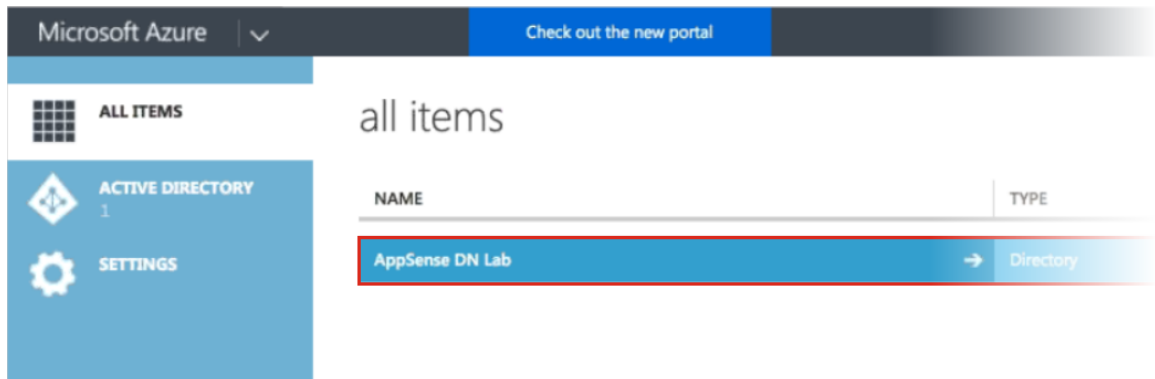 Microsoft Azure
Check out the new portal
ALL ITEMS
ACTIVE DIRECTORY
1
SETTINGS
all items
NAME TYPE
AppSense DN Lab Directory